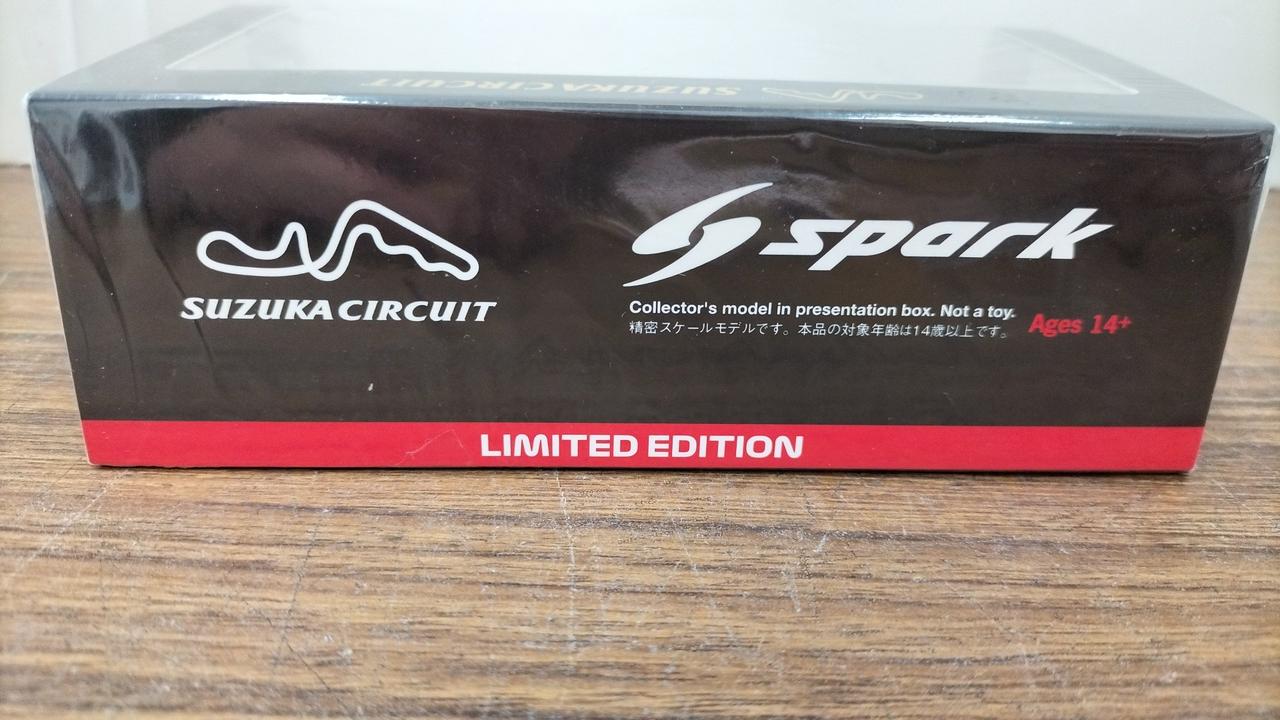 SUZUKA CIRCUIT
SUZUKA CIRCUIT
spark
Collector's model in presentation box. Not a toy.
精密スケールモデルです。本品の対象年齢は14歳以上です。
Ages 14+
LIMITED EDITION